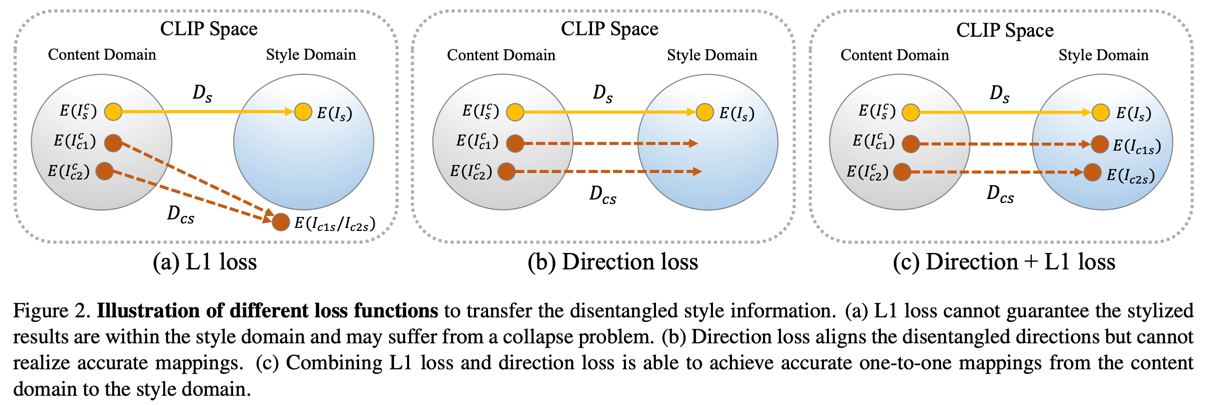 CLIP Space
Content Domain
Style Domain
D_s
E(I_s^c)
E(I_s)
E(I_{c1}^c)
E(I_{c2}^c)
D_{cs}
E(I_{c1s}/I_{c2s})
(a) L1 loss
CLIP Space
Content Domain
Style Domain
D_s
E(I_s^c)
E(I_s)
E(I_{c1}^c)
E(I_{c2}^c)
D_{cs}
(b) Direction loss
CLIP Space
Content Domain
Style Domain
D_s
E(I_s^c)
E(I_s)
E(I_{c1}^c)
E(I_{c1s})
E(I_{c2}^c)
E(I_{c2s})
D_{cs}
(c) Direction + L1 loss
Figure 2. Illustration of different loss functions to transfer the disentangled style information. (a) L1 loss cannot guarantee the stylized
results are within the style domain and may suffer from a collapse problem. (b) Direction loss aligns the disentangled directions but cannot
realize accurate mappings. (c) Combining L1 loss and direction loss is able to achieve accurate one-to-one mappings from the content
domain to the style domain.